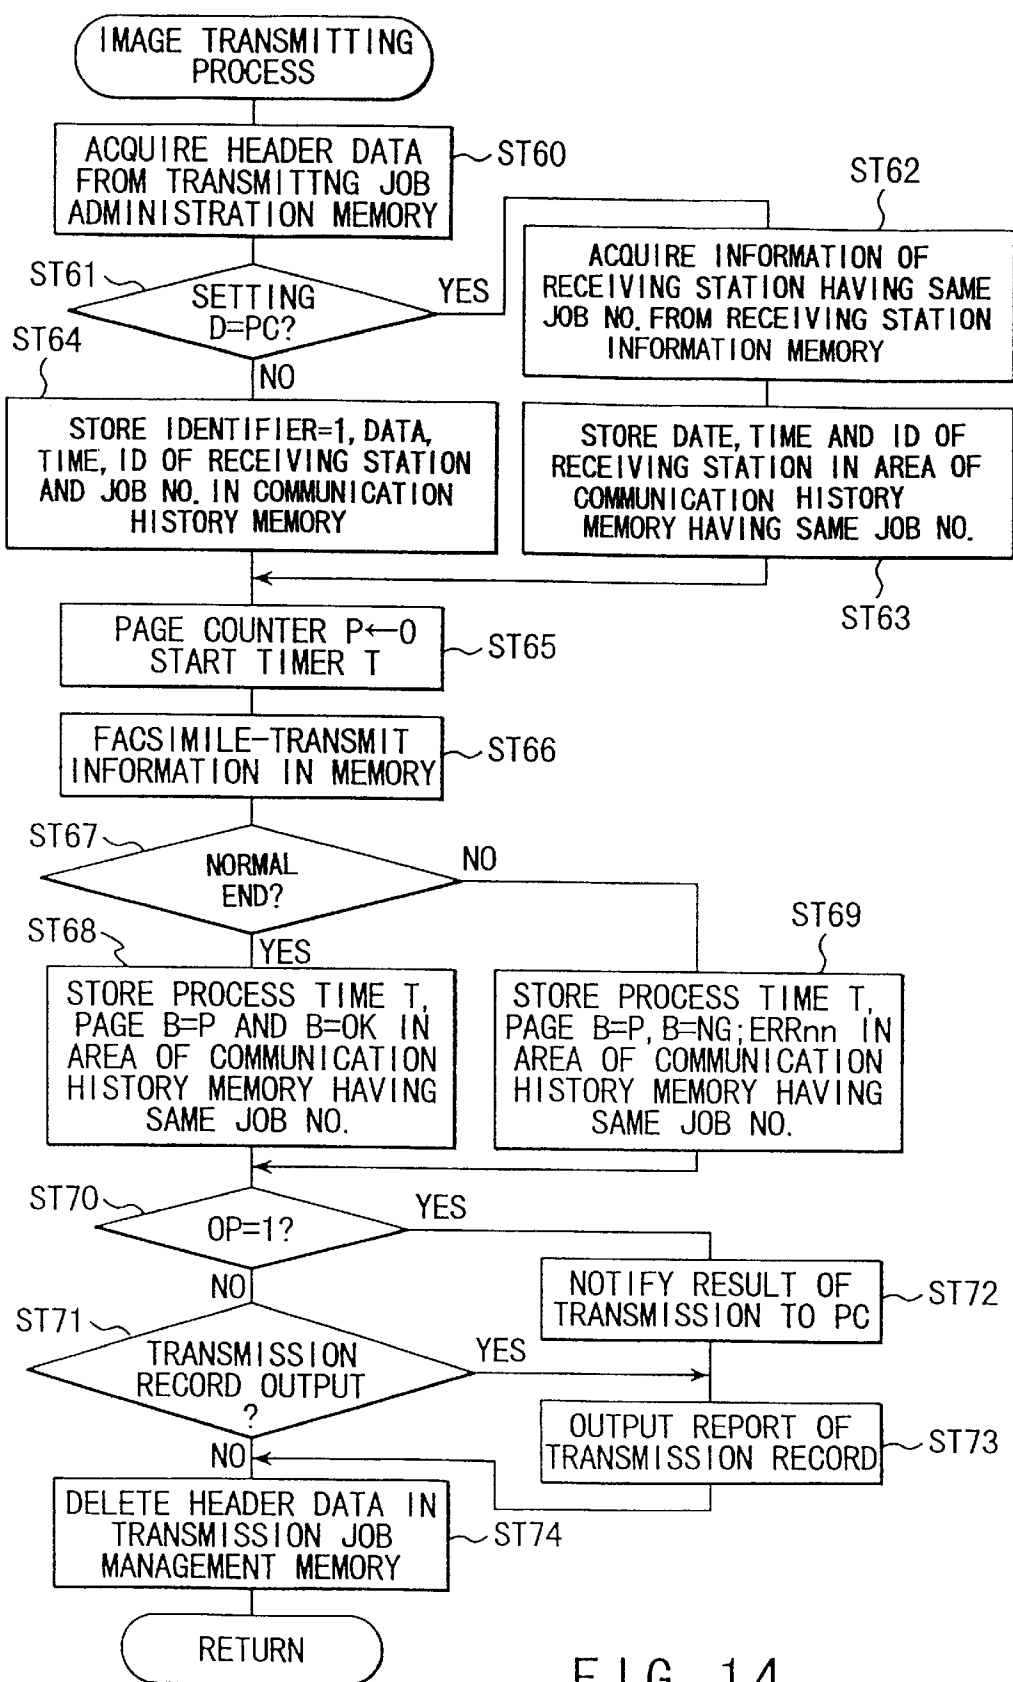 IMAGE TRANSMITTING
PROCESS
ACQUIRE HEADER DATA
FROM TRANSMITTNG JOB
ADMINISTRATION MEMORY
ST60
ST61
SETTING
D=PC?
YES
NO
ST62
ACQUIRE INFORMATION OF
RECEIVING STATION HAVING SAME
JOB NO. FROM RECEIVING STATION
INFORMATION MEMORY
ST64
STORE IDENTIFIER=1, DATA,
TIME, ID OF RECEIVING STATION
AND JOB NO. IN COMMUNICATION
HISTORY MEMORY
STORE DATE, TIME AND ID OF
RECEIVING STATION IN AREA OF
COMMUNICATION HISTORY
MEMORY HAVING SAME JOB NO.
ST63
PAGE COUNTER P←0
START TIMER T
ST65
FACSIMILE-TRANSMIT
INFORMATION IN MEMORY
ST66
ST67
NORMAL
END?
NO
YES
ST68
STORE PROCESS TIME T,
PAGE B=P AND B=OK IN
AREA OF COMMUNICATION
HISTORY MEMORY HAVING
SAME JOB NO.
ST69
STORE PROCESS TIME T,
PAGE B=P, B=NG;ERRnn IN
AREA OF COMMUNICATION
HISTORY MEMORY HAVING
SAME JOB NO.
ST70
OP=1?
YES
NO
NOTIFY RESULT OF
TRANSMISSION TO PC
ST72
ST71
TRANSMISSION
RECORD OUTPUT
?
YES
NO
OUTPUT REPORT OF
TRANSMISSION RECORD
ST73
DELETE HEADER DATA IN
TRANSMISSION JOB
MANAGEMENT MEMORY
ST74
RETURN
FIG. 14